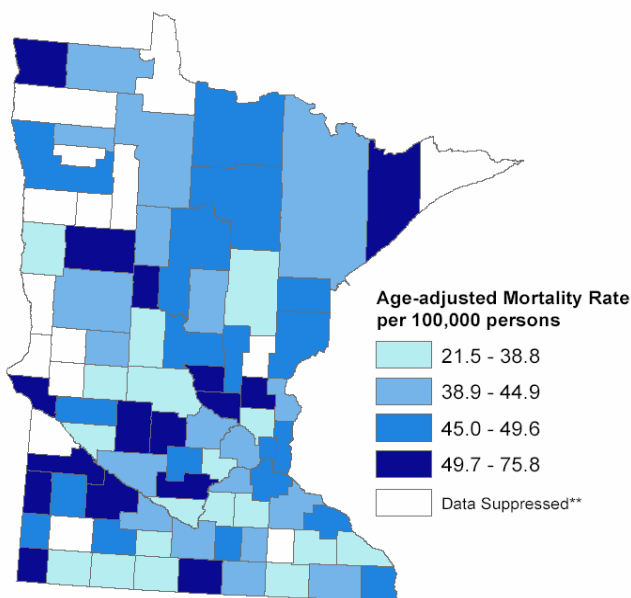 Age-adjusted Mortality Rate
per 100,000 persons
21.5 - 38.8
38.9 - 44.9
45.0 - 49.6
49.7 - 75.8
Data Suppressed**